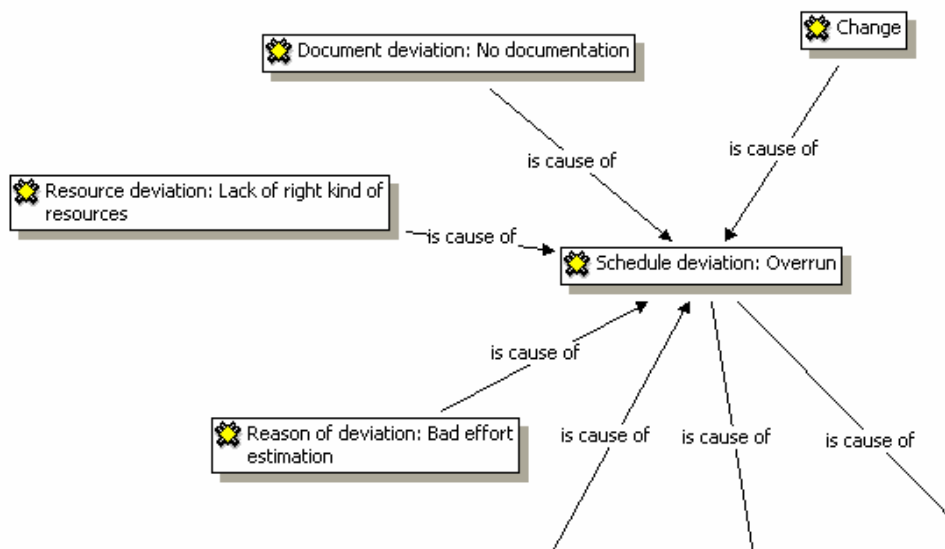 Document deviation: No documentation
Change
is cause of
is cause of
Resource deviation: Lack of right kind of
resources
is cause of
Schedule deviation: Overrun
is cause of
Reason of deviation: Bad effort
estimation
is cause of
is cause of
is cause of